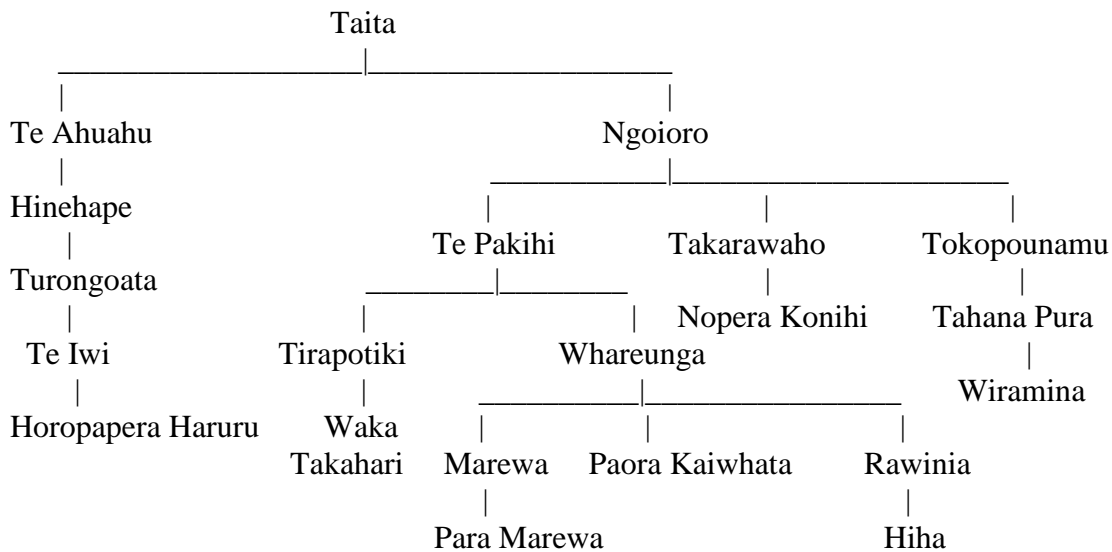 Taita
Te Ahuahu Ngoioro
Hinehape
Te Pakihi Takarawaho Tokopounamu
Turongoata
Nopera Konihi Tahana Pura
Te Iwi Tirapotiki Whareunga
Wiramina
Horopapera Haruru Waka
Takahari Marewa Paora Kaiwhata Rawinia
Para Marewa Hiha